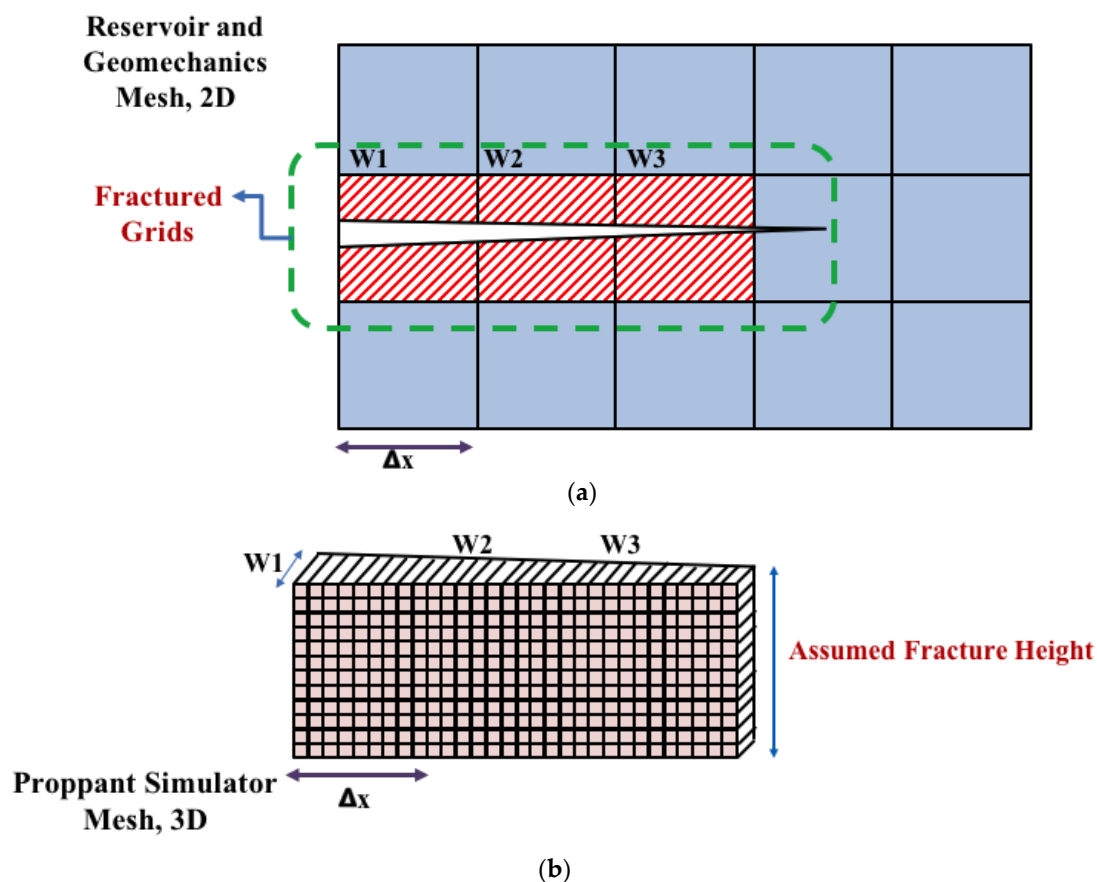 Reservoir and
Geomechanics
Mesh, 2D
W1 W2 W3
Fractured
Grids
Δx
(a)
W1 W2 W3
Assumed Fracture Height
Proppant Simulator
Mesh, 3D
Δx
(b)